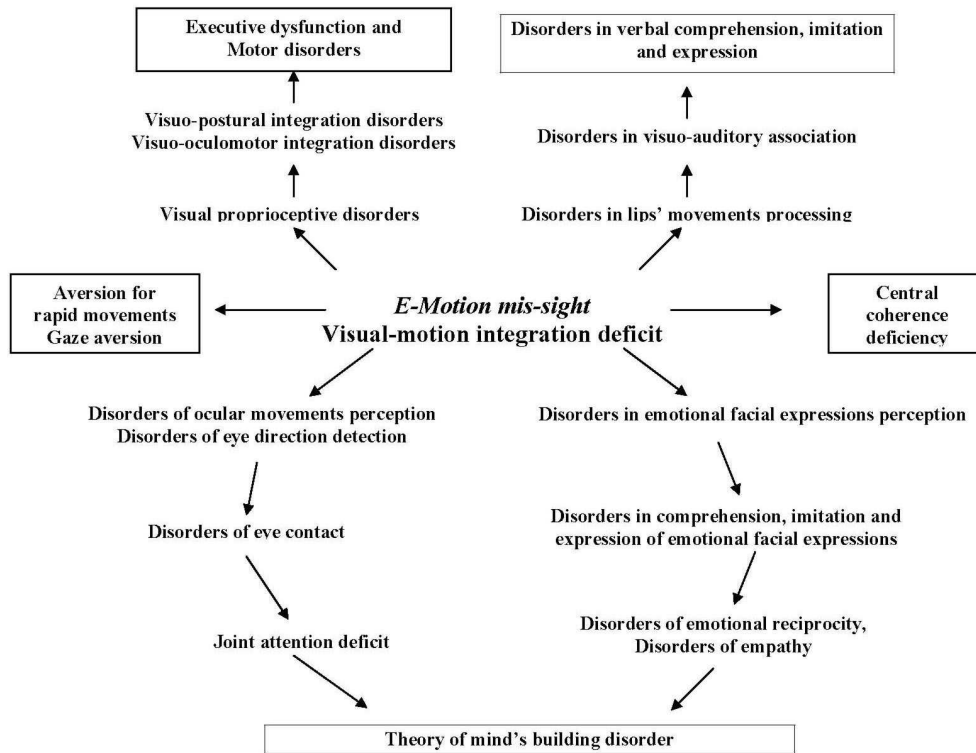 Executive dysfunction and
Motor disorders
Disorders in verbal comprehension, imitation
and expression
Visuo-postural integration disorders
Visuo-oculomotor integration disorders
Disorders in visuo-auditory association
Visual proprioceptive disorders
Disorders in lips' movements processing
Aversion for
rapid movements
Gaze aversion
E-Motion mis-sight
Visual-motion integration deficit
Central
coherence
deficiency
Disorders of ocular movements perception
Disorders of eye direction detection
Disorders in emotional facial expressions perception
Disorders of eye contact
Disorders in comprehension, imitation and
expression of emotional facial expressions
Joint attention deficit
Disorders of emotional reciprocity,
Disorders of empathy
Theory of mind's building disorder